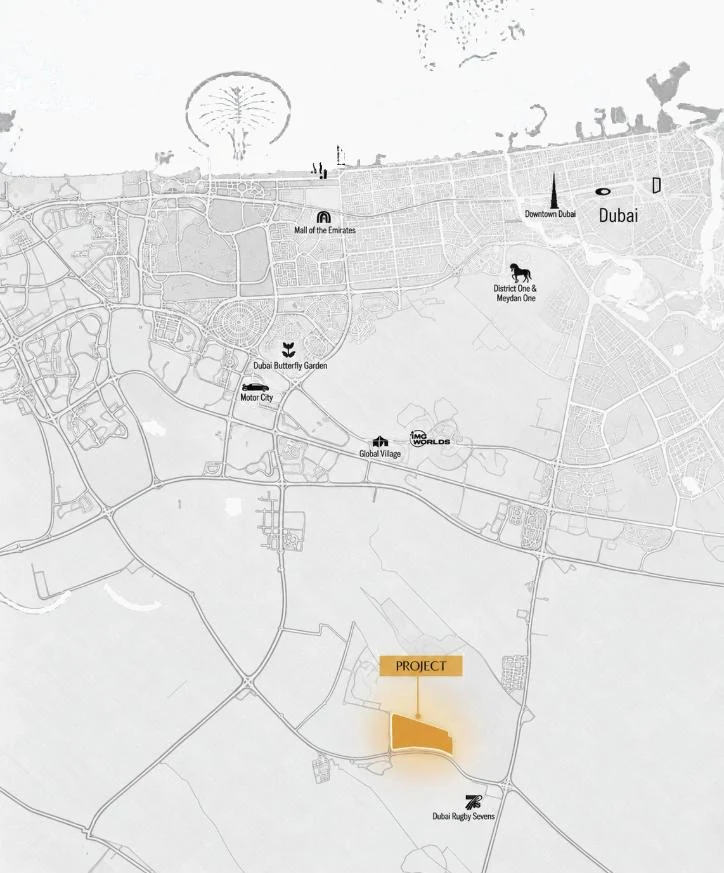 Mall of the Emirates
Downtown Dubai
Dubai
District One &
Meydan One
Dubai Butterfly Garden
Motor City
Global Village
IMG
WORLDS
PROJECT
7s
Dubai Rugby Sevens